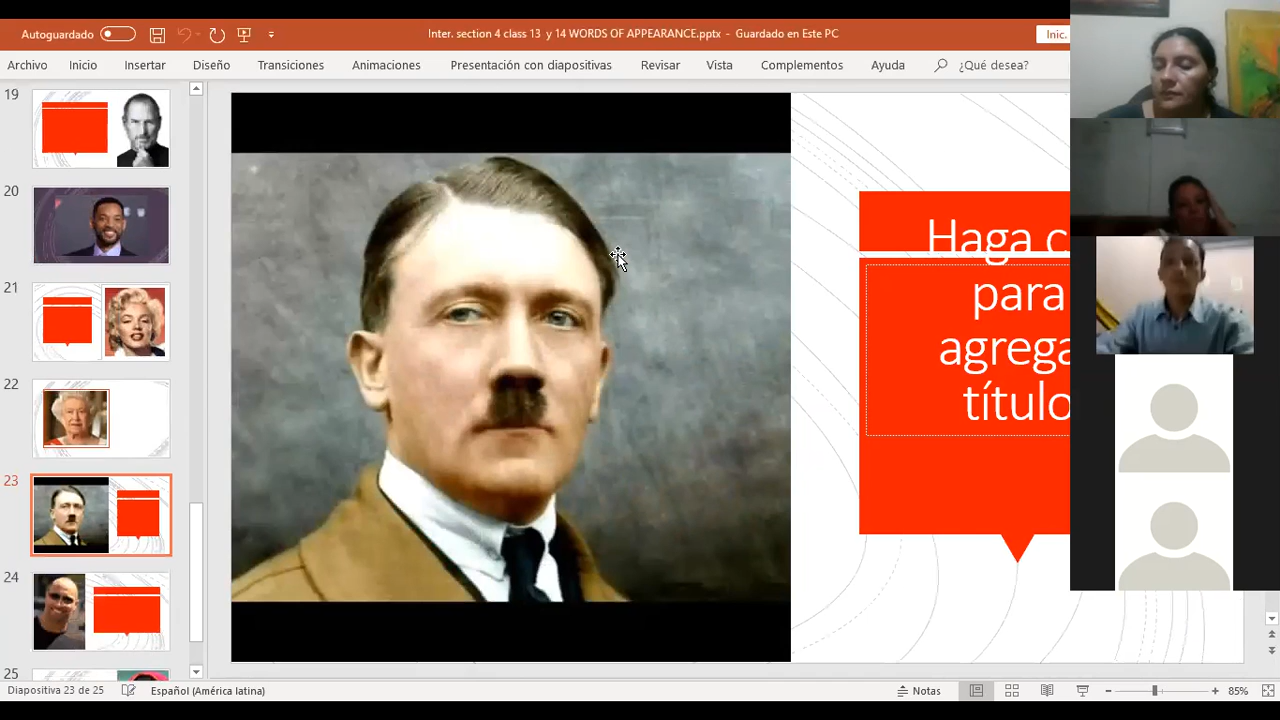 Autoguardado
Inter. section 4 class 13 y 14 WORDS OF APPEARANCE.pptx - Guardado en Este PC
Inic.
Archivo Inicio Insertar Diseño Transiciones Animaciones Presentación con diapositivas Revisar Vista Complementos Ayuda ¿Qué desea?
19
20
21
22
23
24
25
Haga c
para
agrega
título
Diapositiva 23 de 25 Español (América latina) Notas 85%